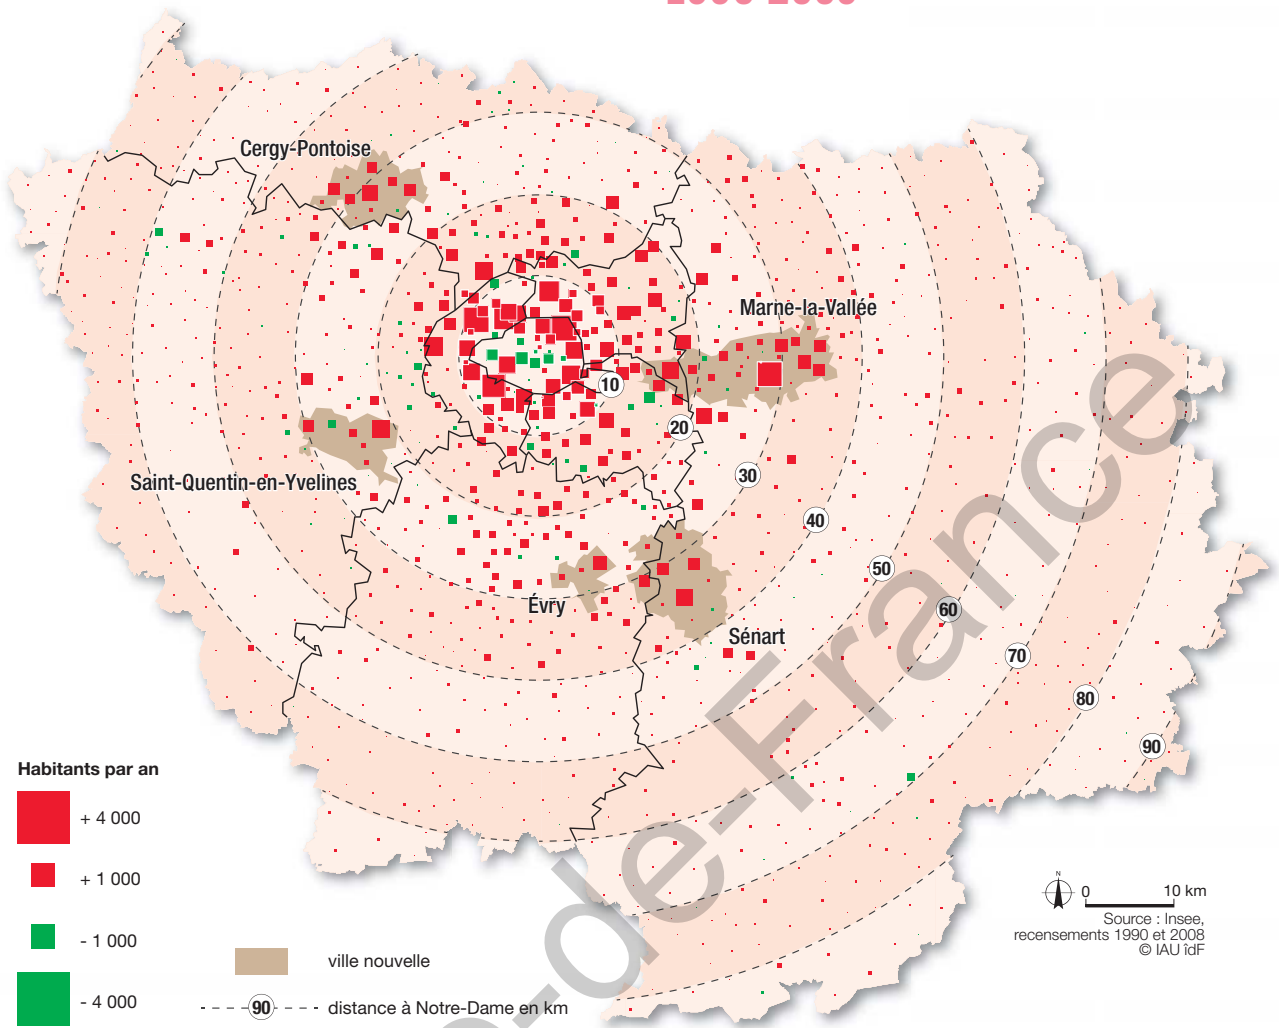 Cergy-Pontoise
Marne-la-Vallée
10
20
Saint-Quentin-en-Yvelines
30
40
50
Évry
60
Sénart
70
80
90
Habitants par an
+ 4 000
+ 1 000
- 1 000
- 4 000
ville nouvelle
90 distance à Notre-Dame en km
N
0 10 km
Source : Insee,
recensements 1990 et 2008
© IAU îdF
e-de-France